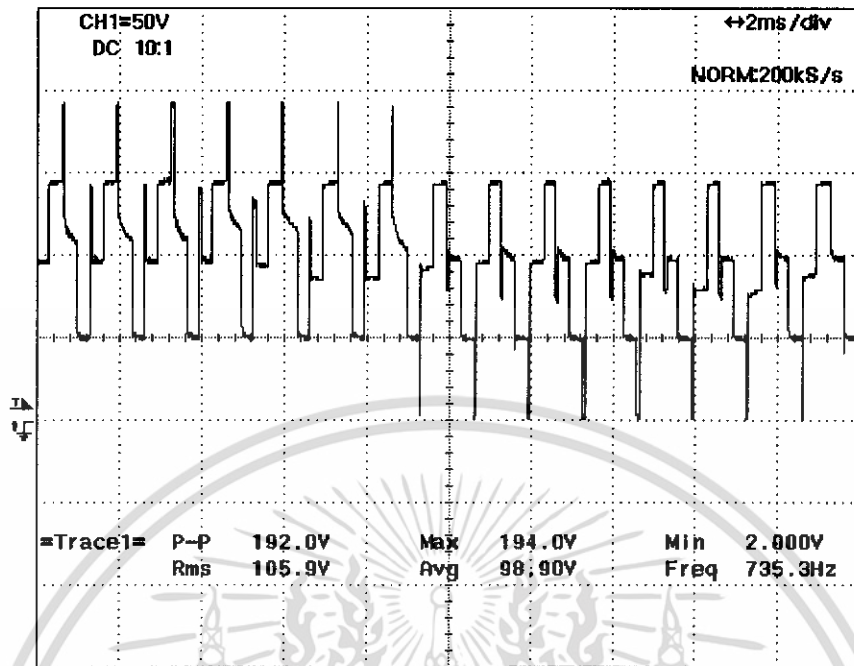 CH1=50V
DC 10:1
↔2ms/div
NORM:200kS/s
=Trace1= P-P 192.0V Max 194.0V Min 2.000V
Rms 105.9V Avg 98.90V Freq 735.3Hz